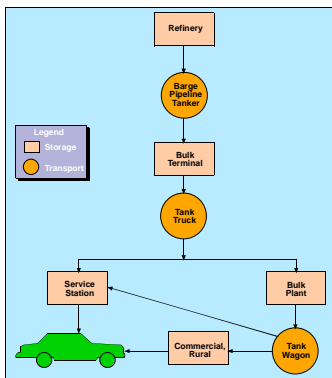 Refinery
Barge
Pipeline
Tanker
Legend
Storage
Transport
Bulk
Terminal
Tank
Truck
Service
Station
Bulk
Plant
Commercial,
Rural
Tank
Wagon